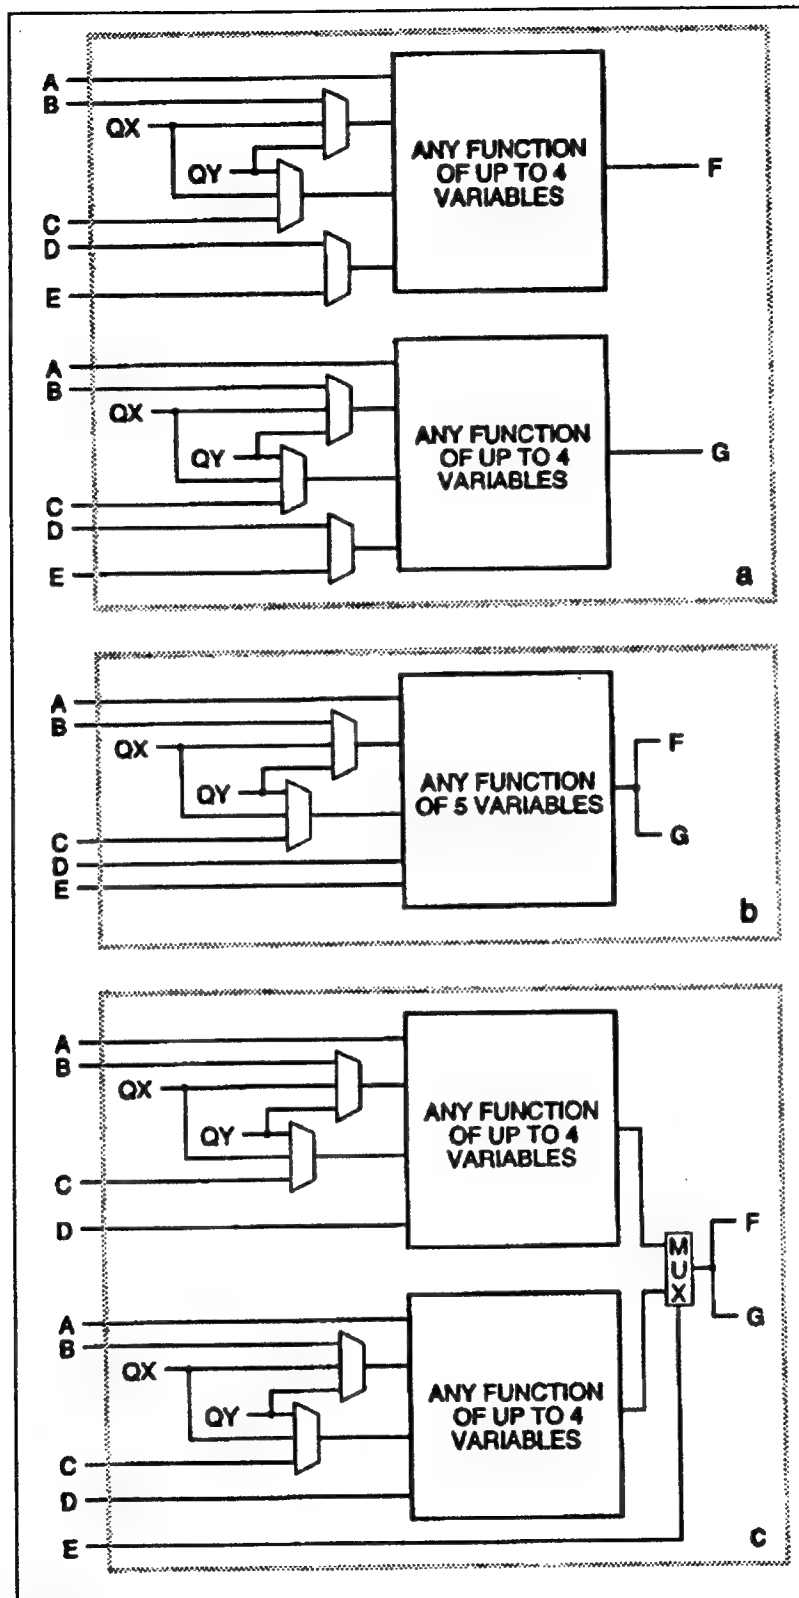 A
B
QX
QY
C
D
E
ANY FUNCTION
OF UP TO 4
VARIABLES
F
A
B
QX
QY
C
D
E
ANY FUNCTION
OF UP TO 4
VARIABLES
G
a
A
B
QX
QY
C
D
E
ANY FUNCTION
OF 5 VARIABLES
F
G
b
A
B
QX
QY
C
D
ANY FUNCTION
OF UP TO 4
VARIABLES
A
B
QX
QY
C
D
E
ANY FUNCTION
OF UP TO 4
VARIABLES
M
U
X
F
G
c